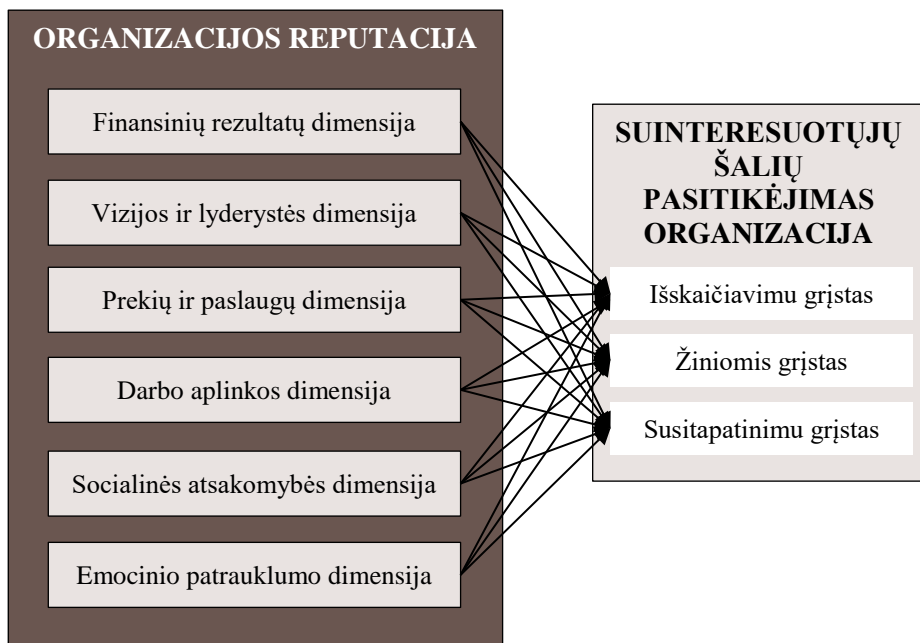 ORGANIZACIJOS REPUTACIJA
Finansinių rezultatų dimensija
Vizijos ir lyderystės dimensija
Prekių ir paslaugų dimensija
Darbo aplinkos dimensija
Socialinės atsakomybės dimensija
Emocinio patrauklumo dimensija
SUINTERESUOTŲJŲ
ŠALIŲ
PASITIKĖJIMAS
ORGANIZACIJA
Išskaičiavimu grįstas
Žiniomis grįstas
Susitapatinimu grįstas